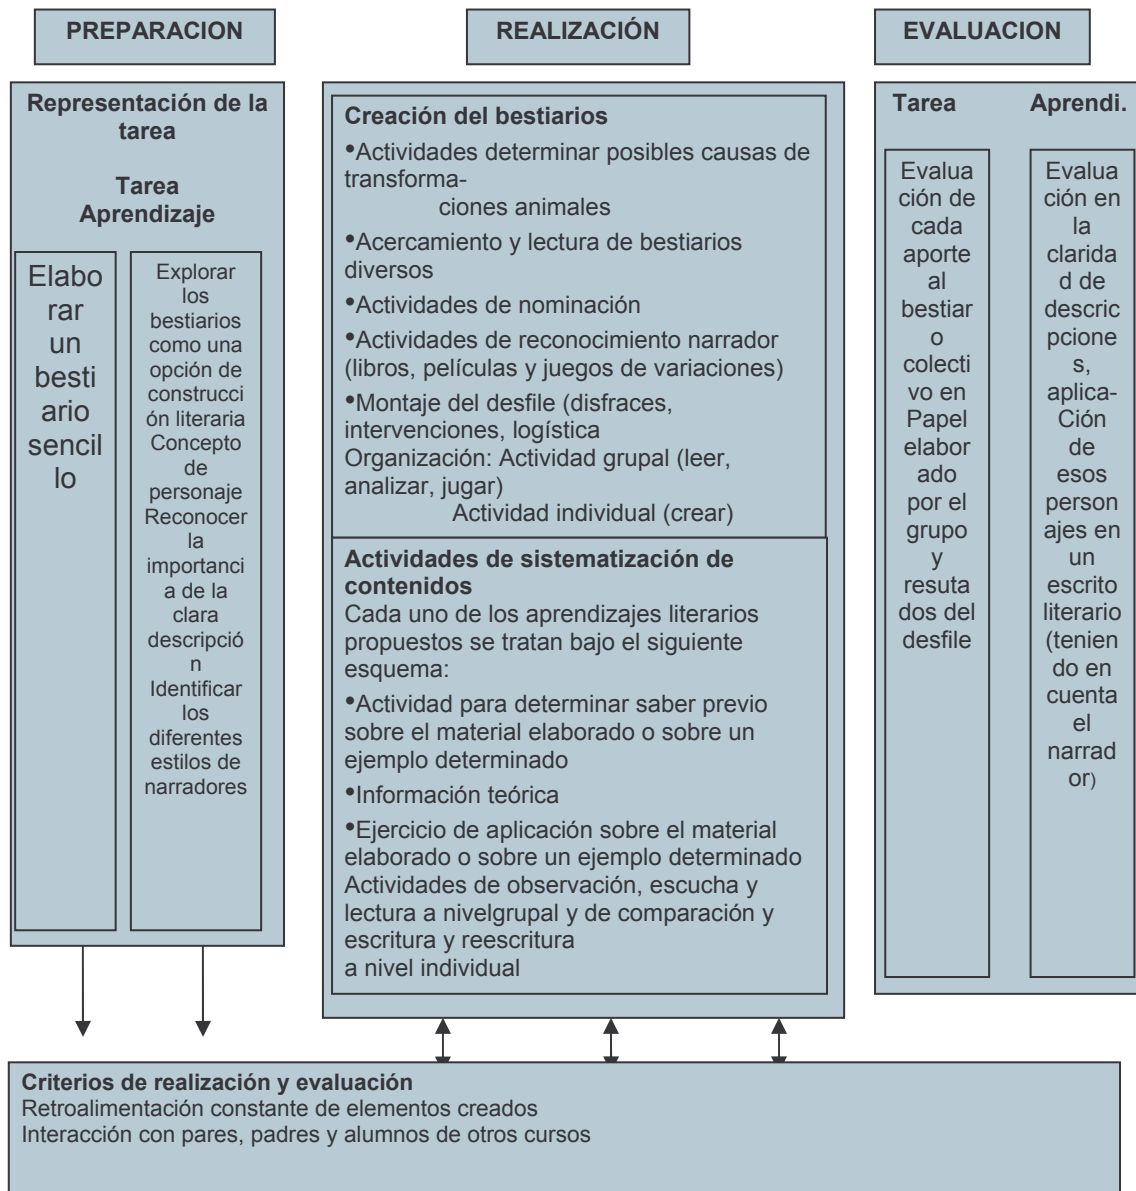 PREPARACION
Representación de la
tarea
Tarea
Aprendizaje
Elabo
rar
un
besti
ario
sencil
lo
Explorar
los
bestiarios
como una
opción de
construcci
ón literaria
Concepto
de
personaje
Reconocer
la
importanci
a de la
clara
descripció
n
Identificar
los
diferentes
estilos de
narradores
REALIZACIÓN
Creación del bestiarios
•Actividades determinar posibles causas de
transforma-
ciones animales
•Acercamiento y lectura de bestiarios
diversos
•Actividades de nominación
•Actividades de reconocimiento narrador
(libros, películas y juegos de variaciones)
•Montaje del desfile (disfraces,
intervenciones, logística
Organización: Actividad grupal (leer,
analizar, jugar)
Actividad individual (crear)
Actividades de sistematización de
contenidos
Cada uno de los aprendizajes literarios
propuestos se tratan bajo el siguiente
esquema:
•Actividad para determinar saber previo
sobre el material elaborado o sobre un
ejemplo determinado
•Información teórica
•Ejercicio de aplicación sobre el material
elaborado o sobre un ejemplo determinado
Actividades de observación, escucha y
lectura a nivelgrupal y de comparación y
escritura y reescritura
a nivel individual
EVALUACION
Tarea
Evalua
ción de
cada
aporte
al
bestiar
o
colecti
vo en
Papel
elabor
ado
por el
grupo
y
resuta
dos del
desfile
Aprendi.
Evalua
ción en
la
clarida
d de
descric
pcione
s,
aplica-
Ción
de
esos
person
ajes en
un
escrito
literario
(tenien
do en
cuenta
el
narrad
or)
Criterios de realización y evaluación
Retroalimentación constante de elementos creados
Interacción con pares, padres y alumnos de otros cursos